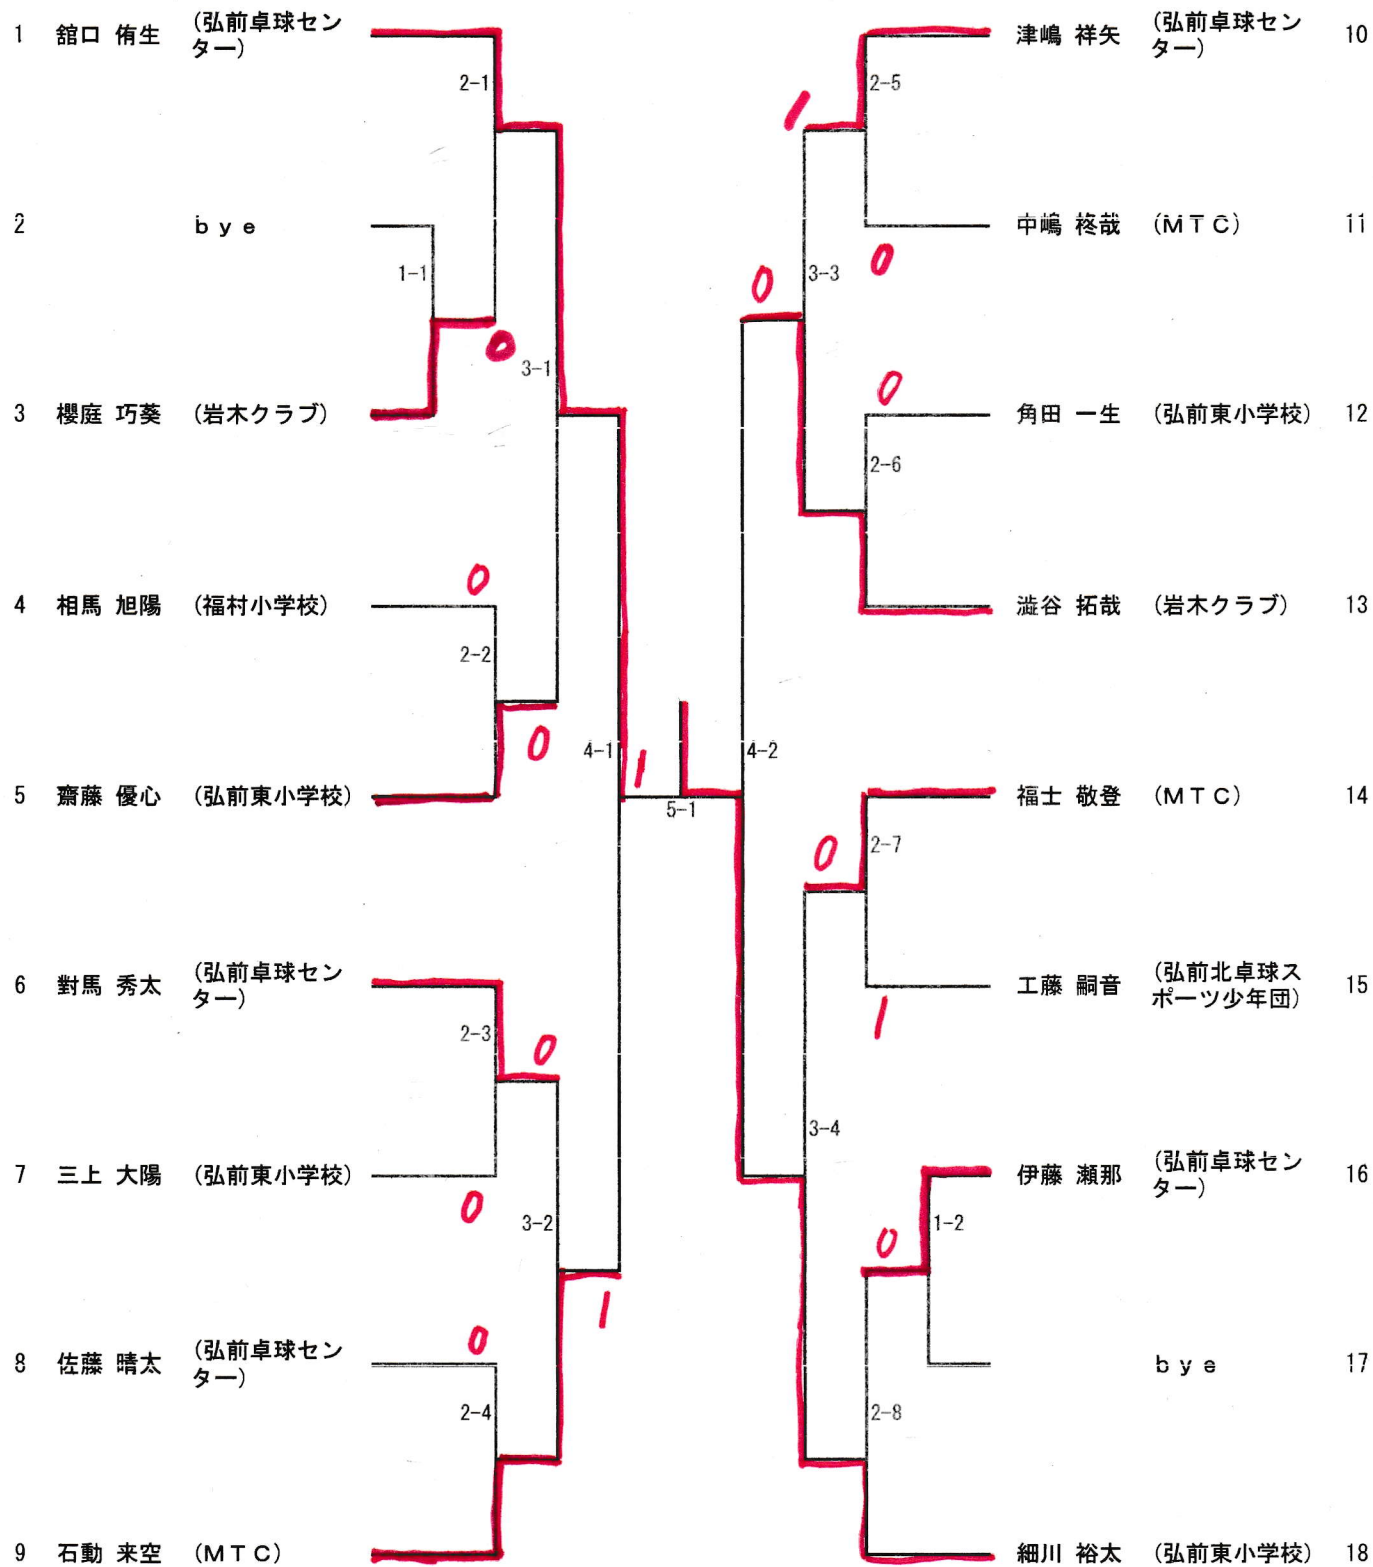 1 舘口 侑生 (弘前卓球セン
ター)
2-1
2 bye
1-1
0
3-1
3 櫻庭 巧葵 (岩木クラブ)
0
4 相馬 旭陽 (福村小学校)
2-2
0
4-1
1
5 齋藤 優心 (弘前東小学校)
5-1
6 對馬 秀太 (弘前卓球セン
ター)
2-3
0
7 三上 大陽 (弘前東小学校)
0
3-2
1
0
8 佐藤 晴太 (弘前卓球セン
ター)
2-4
9 石動 来空 (MTC)
津嶋 祥矢 (弘前卓球セン
ター) 10
2-5
1
中嶋 柊哉 (MTC) 11
0
3-3
0
0
角田 一生 (弘前東小学校) 12
2-6
澁谷 拓哉 (岩木クラブ) 13
4-2
福士 敬登 (MTC) 14
2-7
0
工藤 嗣音 (弘前北卓球ス
ポーツ少年団) 15
1
3-4
伊藤 瀬那 (弘前卓球セン
ター) 16
1-2
0
bye 17
2-8
細川 裕太 (弘前東小学校) 18